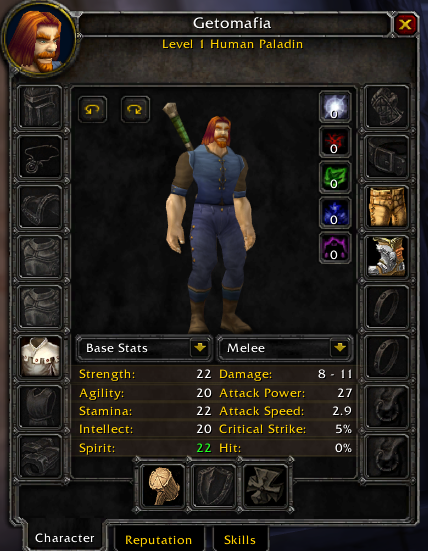 Getomafia
Level 1 Human Paladin
0
0
0
0
0
Base Stats Melee
Strength: 22 Damage: 8 - 11
Agility: 20 Attack Power: 27
Stamina: 22 Attack Speed: 2.9
Intellect: 20 Critical Strike: 5%
Spirit: 22 Hit: 0%
Character Reputation Skills